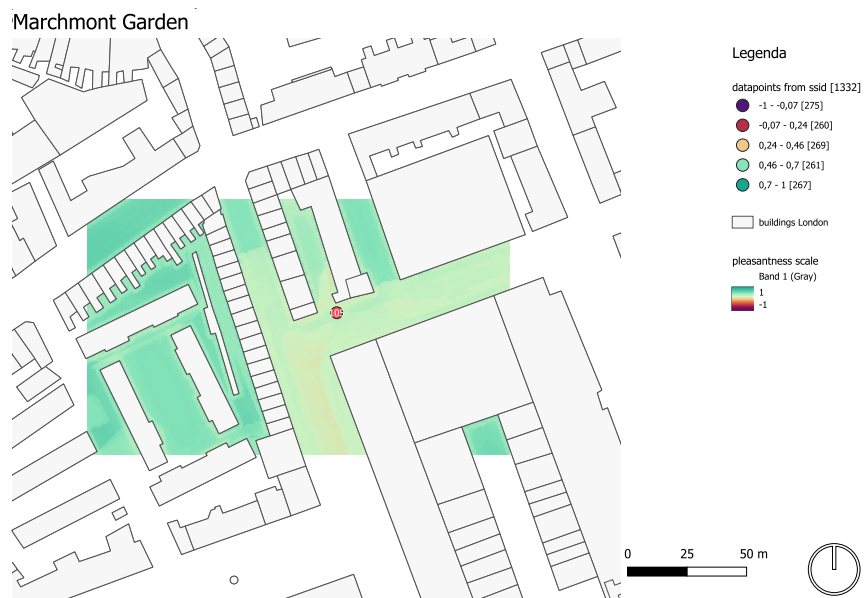 Marchmont Garden
Legenda
datapoints from ssid [1332]
-1 - -0,07 [275]
-0,07 - 0,24 [260]
0,24 - 0,46 [269]
0,46 - 0,7 [261]
0,7 - 1 [267]
buildings London
pleasantness scale
Band 1 (Gray)
1
-1
0 25 50 m